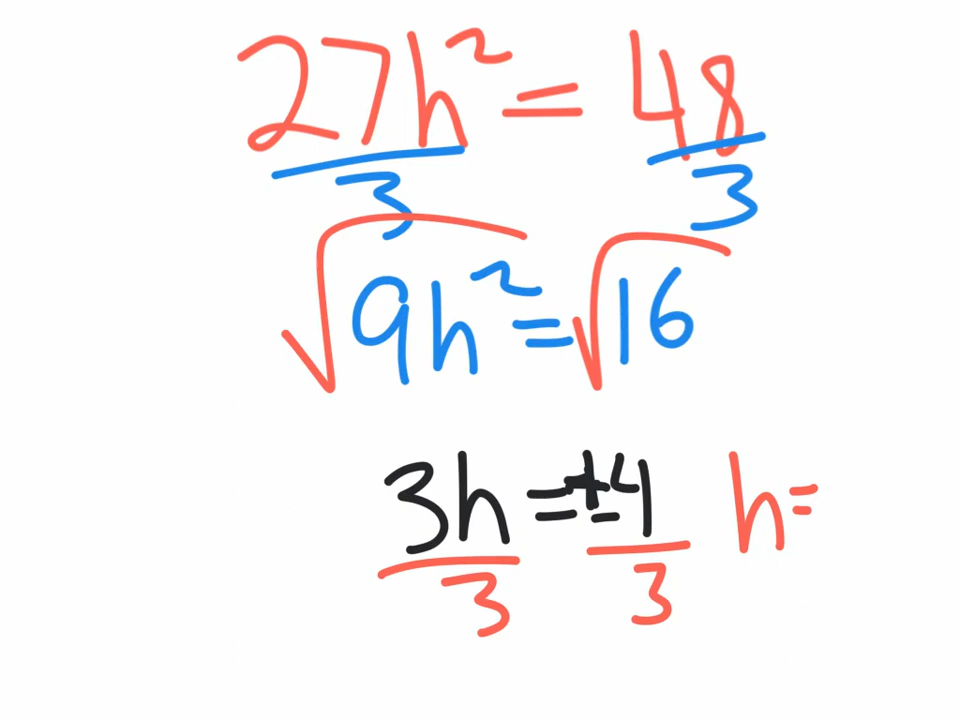 27h² = 48
3 3
√9h² = √16
3h = ±4 h=
3 3